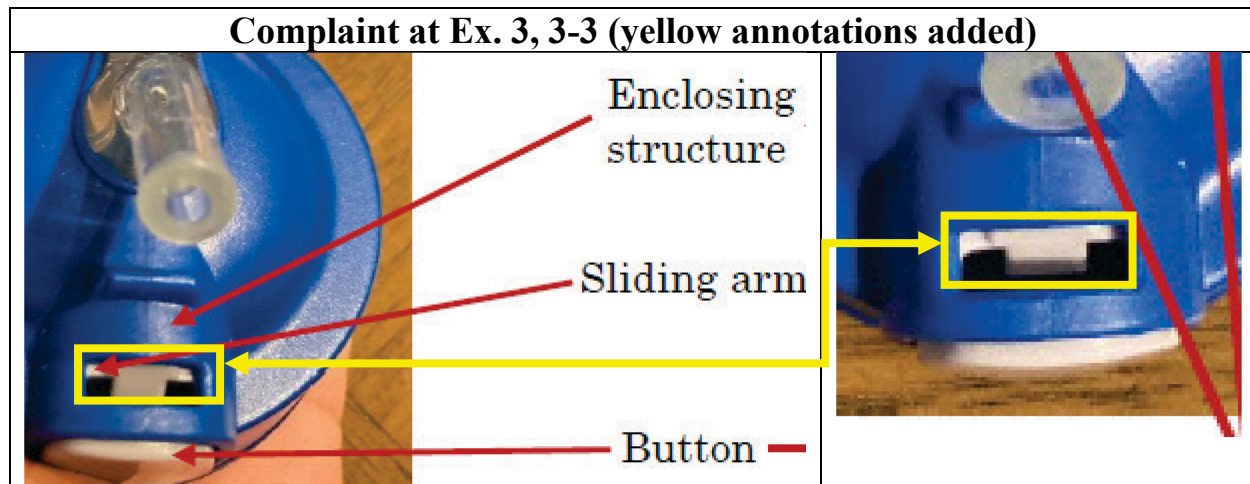 Complaint at Ex. 3, 3-3 (yellow annotations added)
Enclosing
structure
Sliding arm
Button